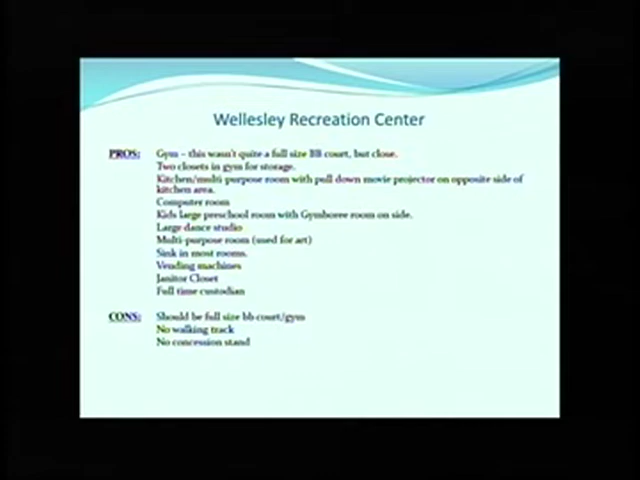 Wellesley Recreation Center
PROS: Gym – this wasn't quite a full size BB court, but close.
Two closets in gym for storage.
Kitchen/multi purpose room with pull down movie projector on opposite side of
kitchen area.
Computer room
Kids large preschool room with Gymboree room on side.
Large dance studio
Multi-purpose room (used for art)
Sink in most rooms.
Vending machines
Janitor Closet
Full time custodian
CONS: Should be full size bb court/gym
No walking track
No concession stand